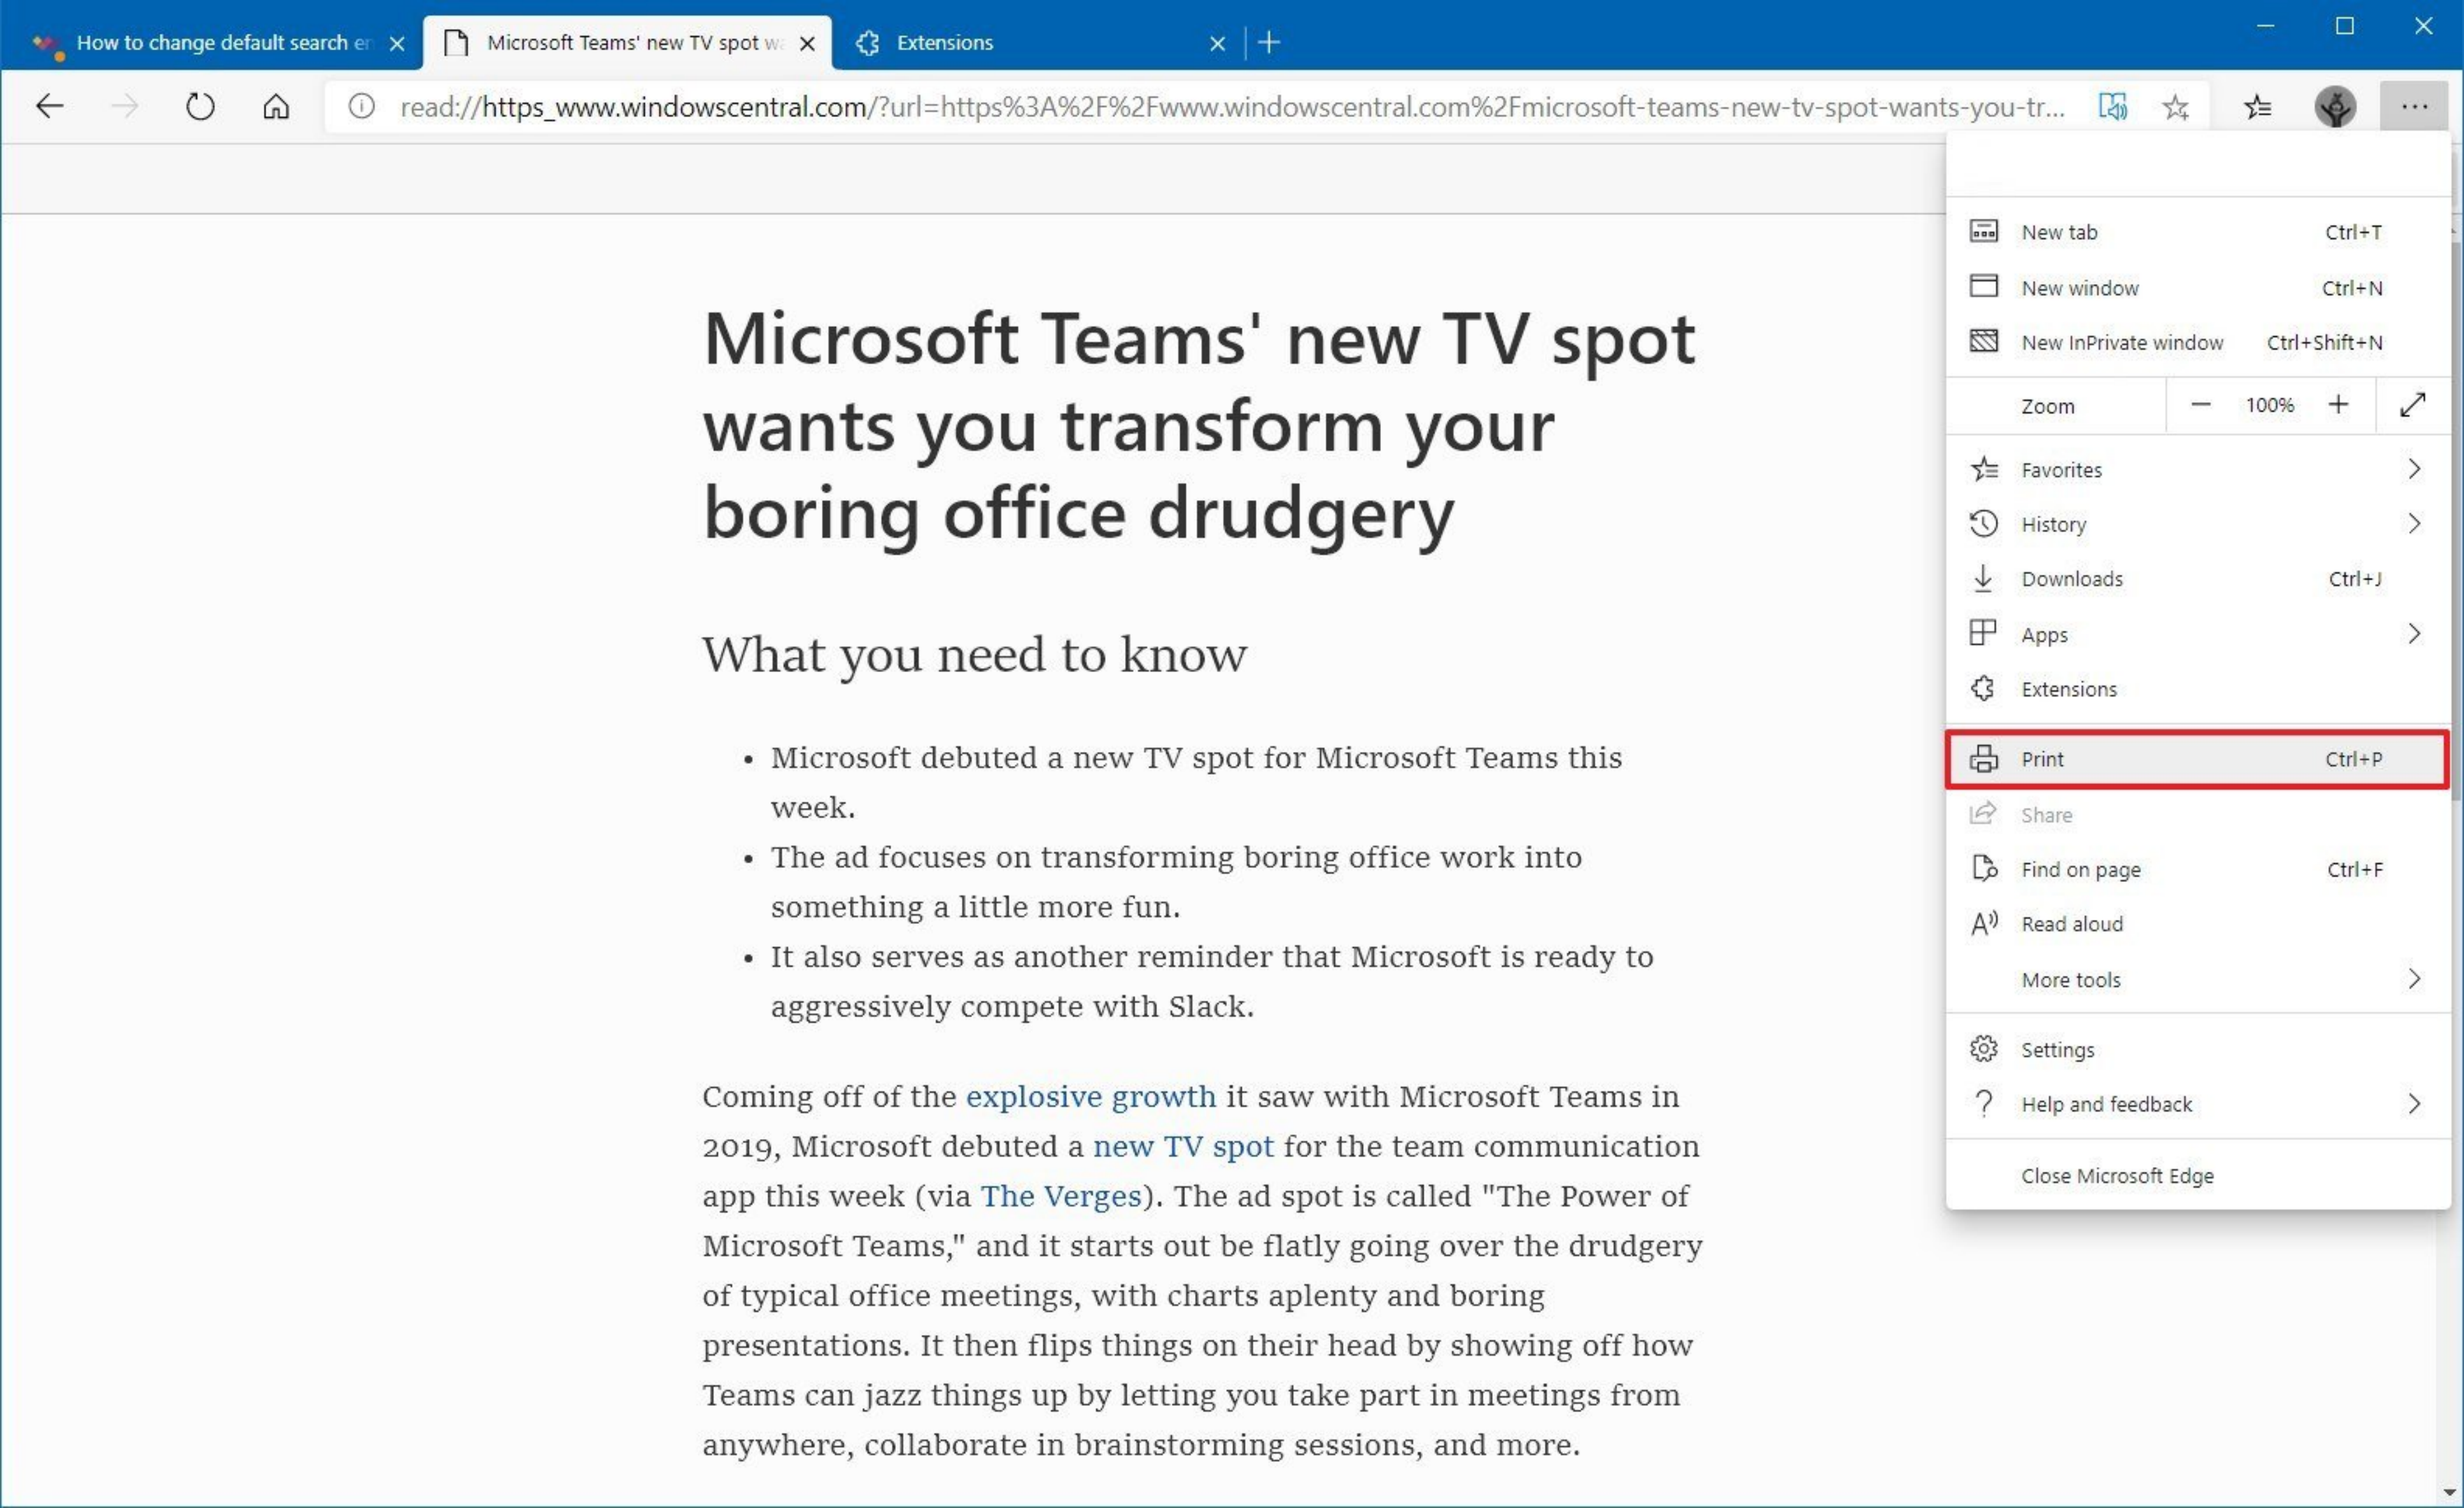 How to change default search en
Microsoft Teams' new TV spot wa
Extensions
read://https_www.windowscentral.com/?url=https%3A%2F%2Fwww.windowscentral.com%2Fmicrosoft-teams-new-tv-spot-wants-you-tr...
Microsoft Teams' new TV spot
wants you transform your
boring office drudgery
What you need to know
• Microsoft debuted a new TV spot for Microsoft Teams this
week.
• The ad focuses on transforming boring office work into
something a little more fun.
• It also serves as another reminder that Microsoft is ready to
aggressively compete with Slack.
Coming off of the explosive growth it saw with Microsoft Teams in
2019, Microsoft debuted a new TV spot for the team communication
app this week (via The Verges). The ad spot is called "The Power of
Microsoft Teams," and it starts out be flatly going over the drudgery
of typical office meetings, with charts aplenty and boring
presentations. It then flips things on their head by showing off how
Teams can jazz things up by letting you take part in meetings from
anywhere, collaborate in brainstorming sessions, and more.
New tab Ctrl+T
New window Ctrl+N
New InPrivate window Ctrl+Shift+N
Zoom — 100% +
Favorites
History
Downloads Ctrl+J
Apps
Extensions
Print Ctrl+P
Share
Find on page Ctrl+F
Read aloud
More tools
Settings
Help and feedback
Close Microsoft Edge